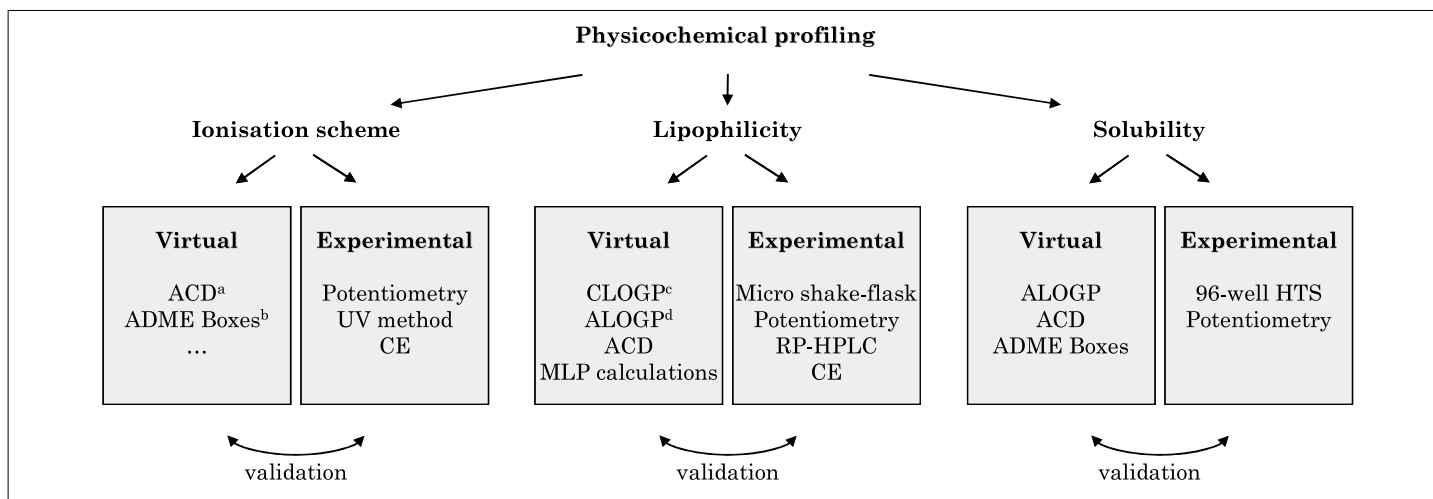 Physicochemical profiling
Ionisation scheme
Lipophilicity
Solubility
Virtual
ACDᵃ
ADME Boxesᵇ
...
Experimental
Potentiometry
UV method
CE
validation
Virtual
CLOGPᶜ
ALOGPᵈ
ACD
MLP calculations
Experimental
Micro shake-flask
Potentiometry
RP-HPLC
CE
validation
Virtual
ALOGP
ACD
ADME Boxes
Experimental
96-well HTS
Potentiometry
validation